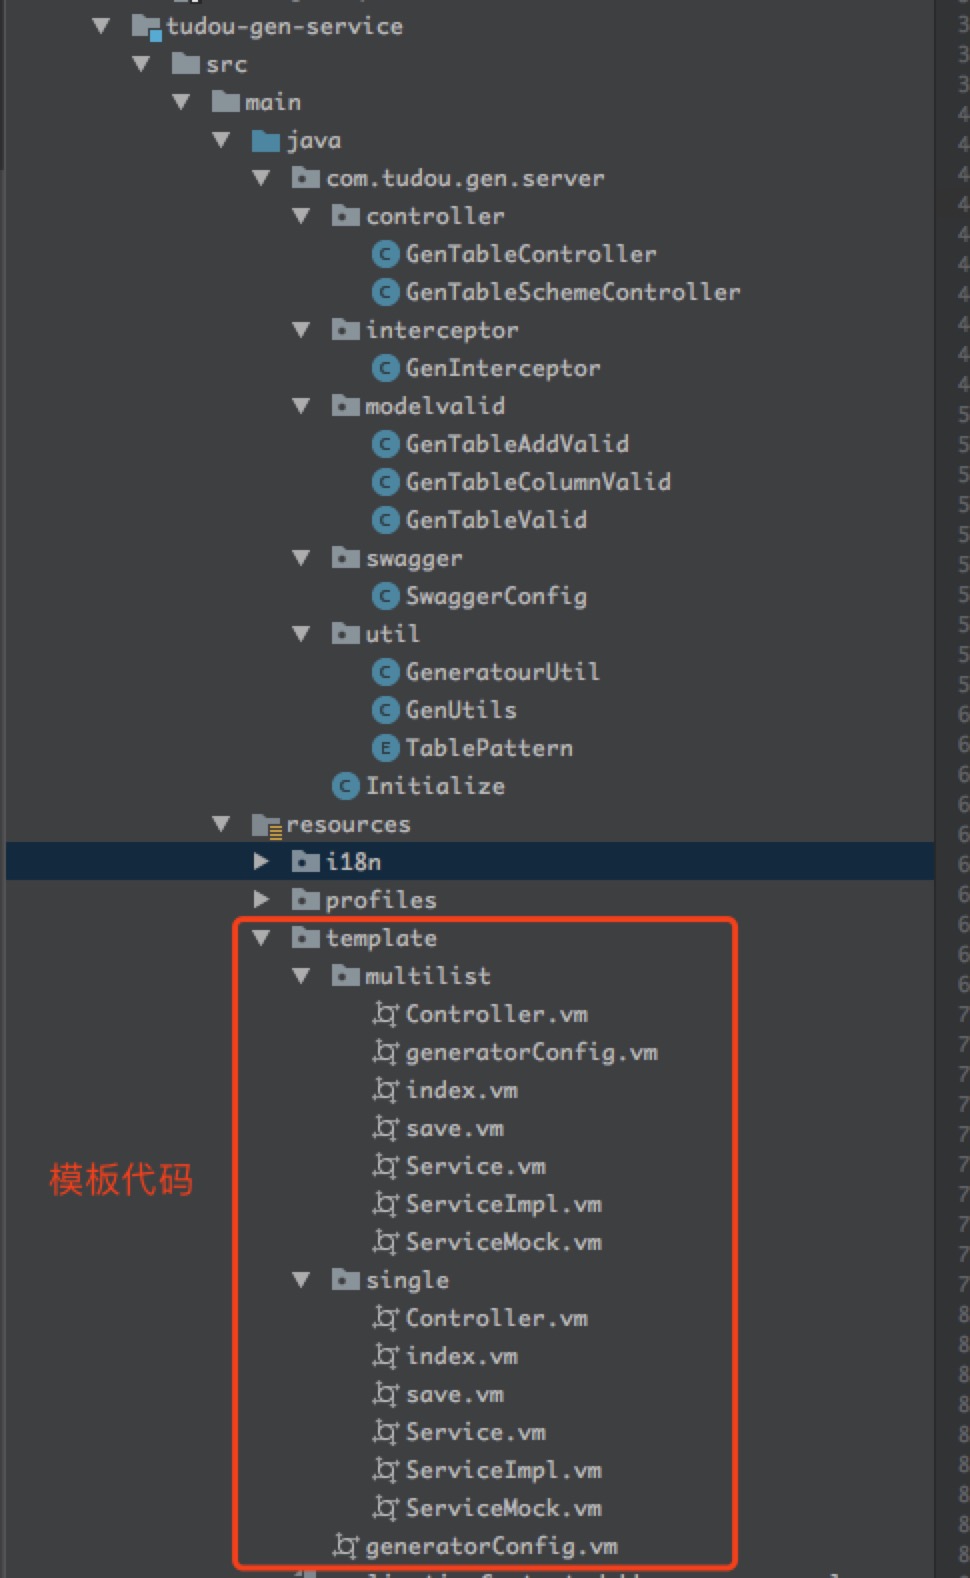 tudou-gen-service
src
main
java
com.tudou.gen.server
controller
GenTableController
GenTableSchemeController
interceptor
GenInterceptor
modelvalid
GenTableAddValid
GenTableColumnValid
GenTableValid
swagger
SwaggerConfig
util
GeneratourUtil
GenUtils
TablePattern
Initialize
resources
i18n
profiles
template
multilist
Controller.vm
generatorConfig.vm
index.vm
save.vm
模板代码
Service.vm
ServiceImpl.vm
ServiceMock.vm
single
Controller.vm
index.vm
save.vm
Service.vm
ServiceImpl.vm
ServiceMock.vm
generatorConfig.vm